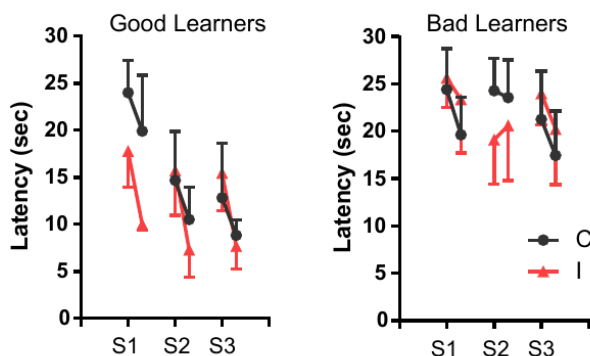 Good Learners
Latency (sec)
30
25
20
15
10
5
0
S1 S2 S3
Bad Learners
Latency (sec)
30
25
20
15
10
5
0
S1 S2 S3
C
I